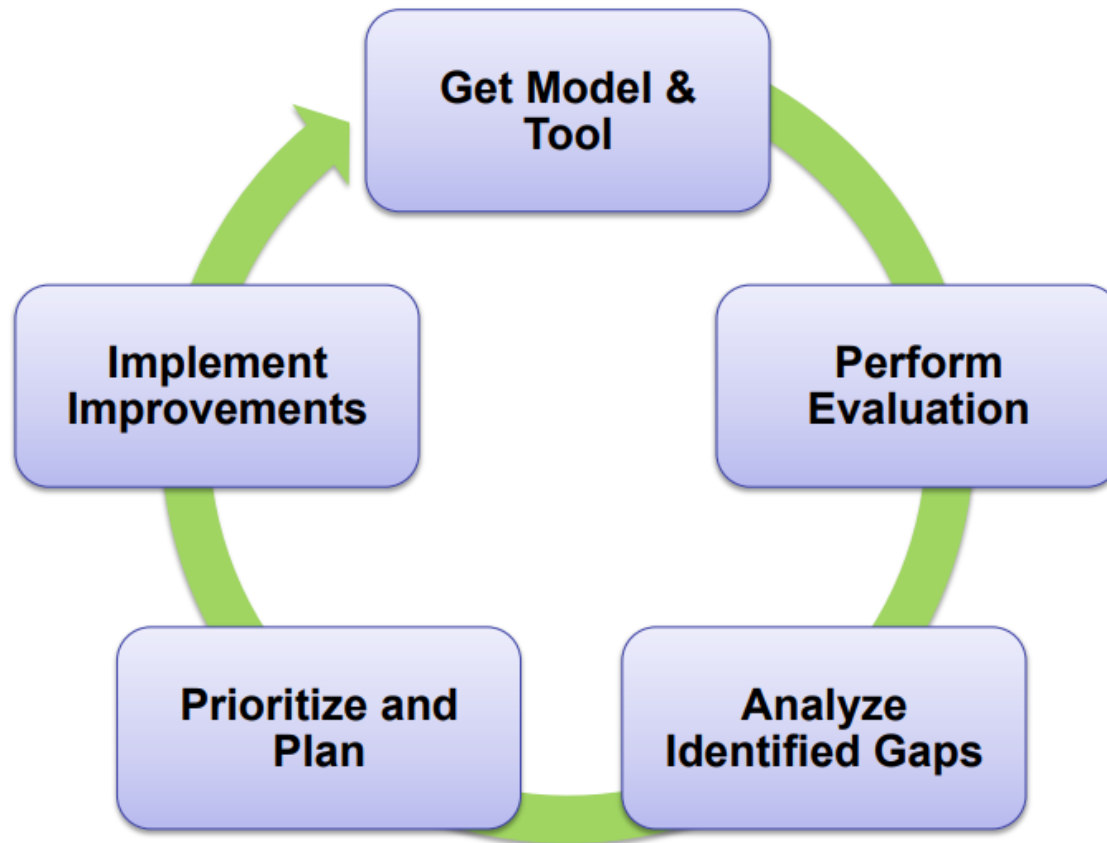 Get Model &
Tool
Perform
Evaluation
Analyze
Identified Gaps
Prioritize and
Plan
Implement
Improvements